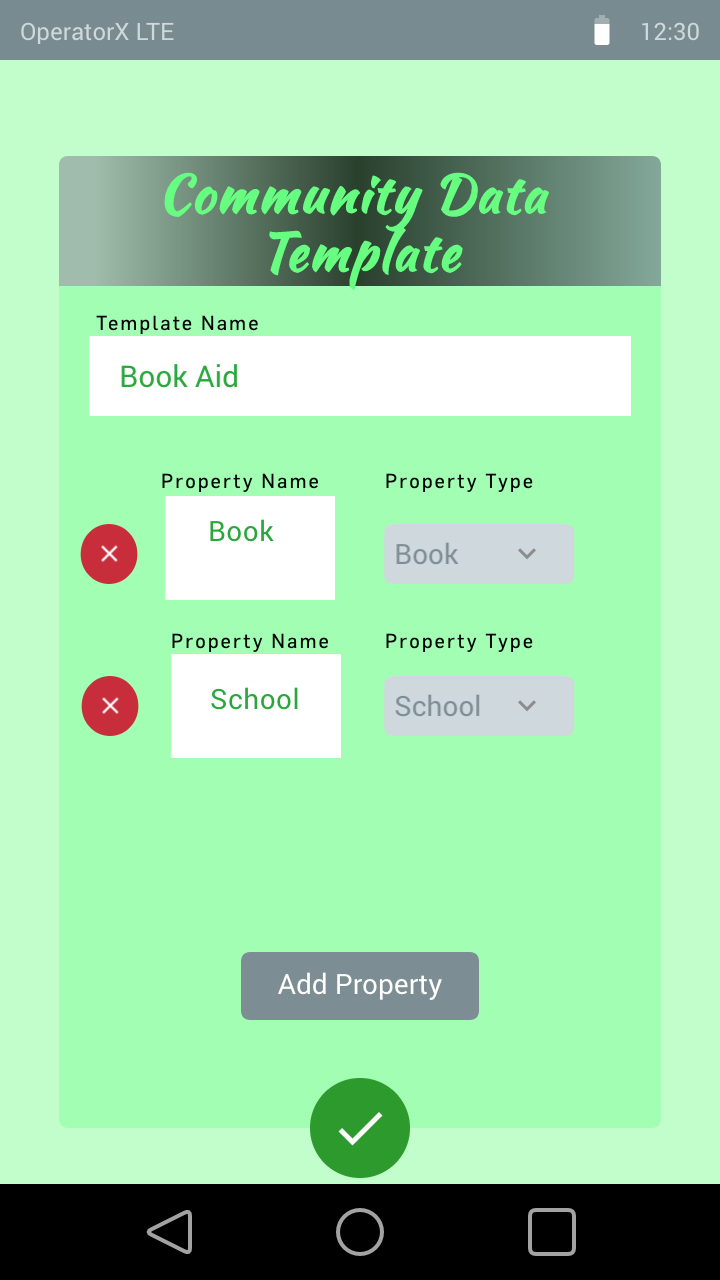 OperatorX LTE 12:30
Community Data
Template
Template Name
Book Aid
Property Name Property Type
Book
Book
Property Name Property Type
School School
Add Property